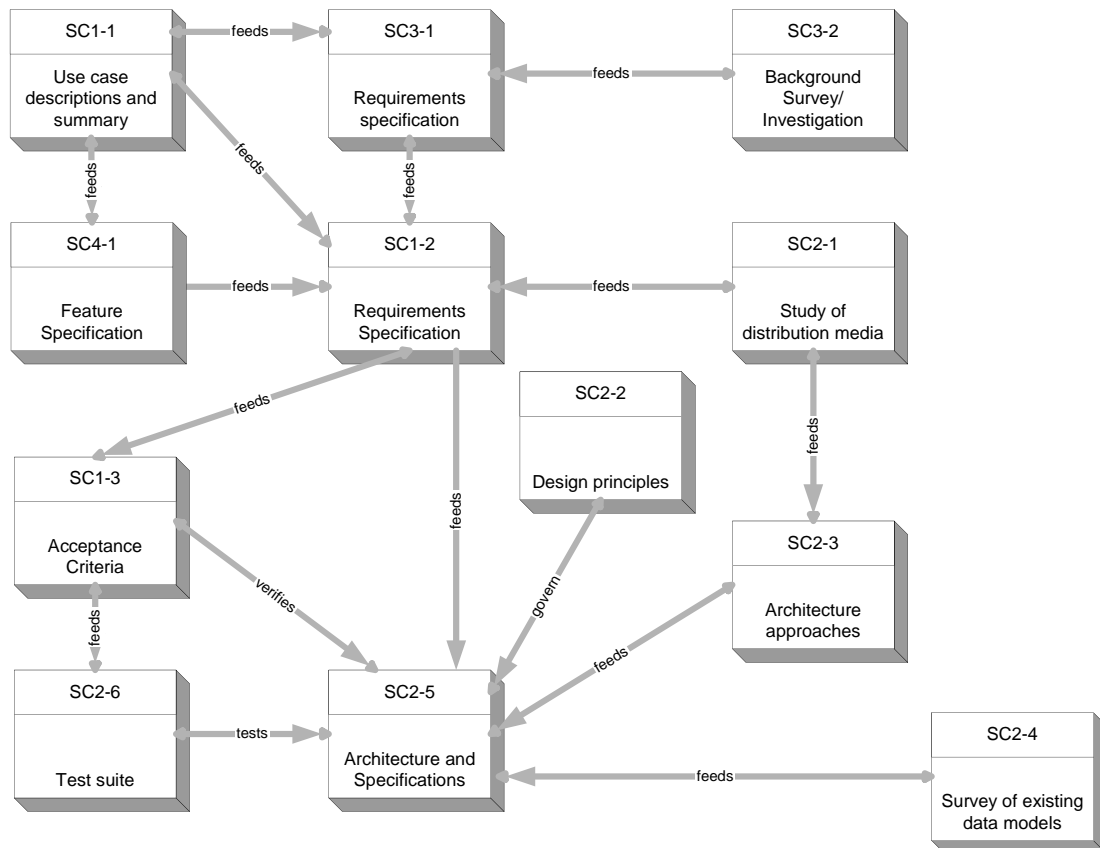 SC1-1
feeds
SC3-1
SC3-2
Use case
descriptions and
summary
Requirements
specification
feeds
Background
Survey/
Investigation
feeds
feeds
feeds
SC4-1
SC1-2
SC2-1
Feature
Specification
feeds
Requirements
Specification
feeds
Study of
distribution media
feeds
SC2-2
Design principles
feeds
feeds
SC1-3
Acceptance
Criteria
verifies
govern
SC2-3
Architecture
approaches
feeds
feeds
SC2-6
Test suite
tests
SC2-5
Architecture and
Specifications
feeds
SC2-4
Survey of existing
data models